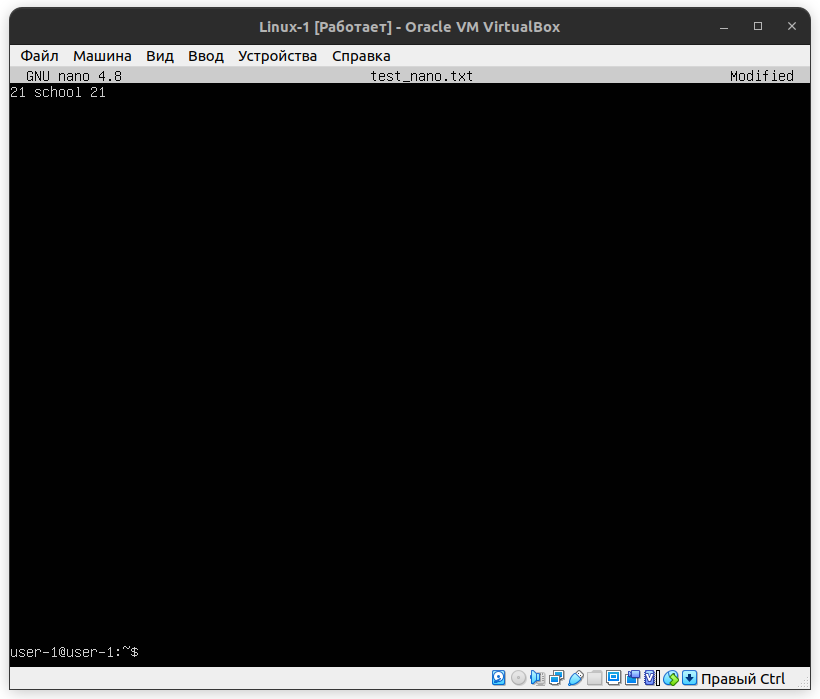 Linux-1 [Работает] - Oracle VM VirtualBox
Файл Машина Вид Ввод Устройства Справка
GNU nano 4.8 test_nano.txt Modified
21 school 21
user-1@user-1:~$
Правый Ctrl